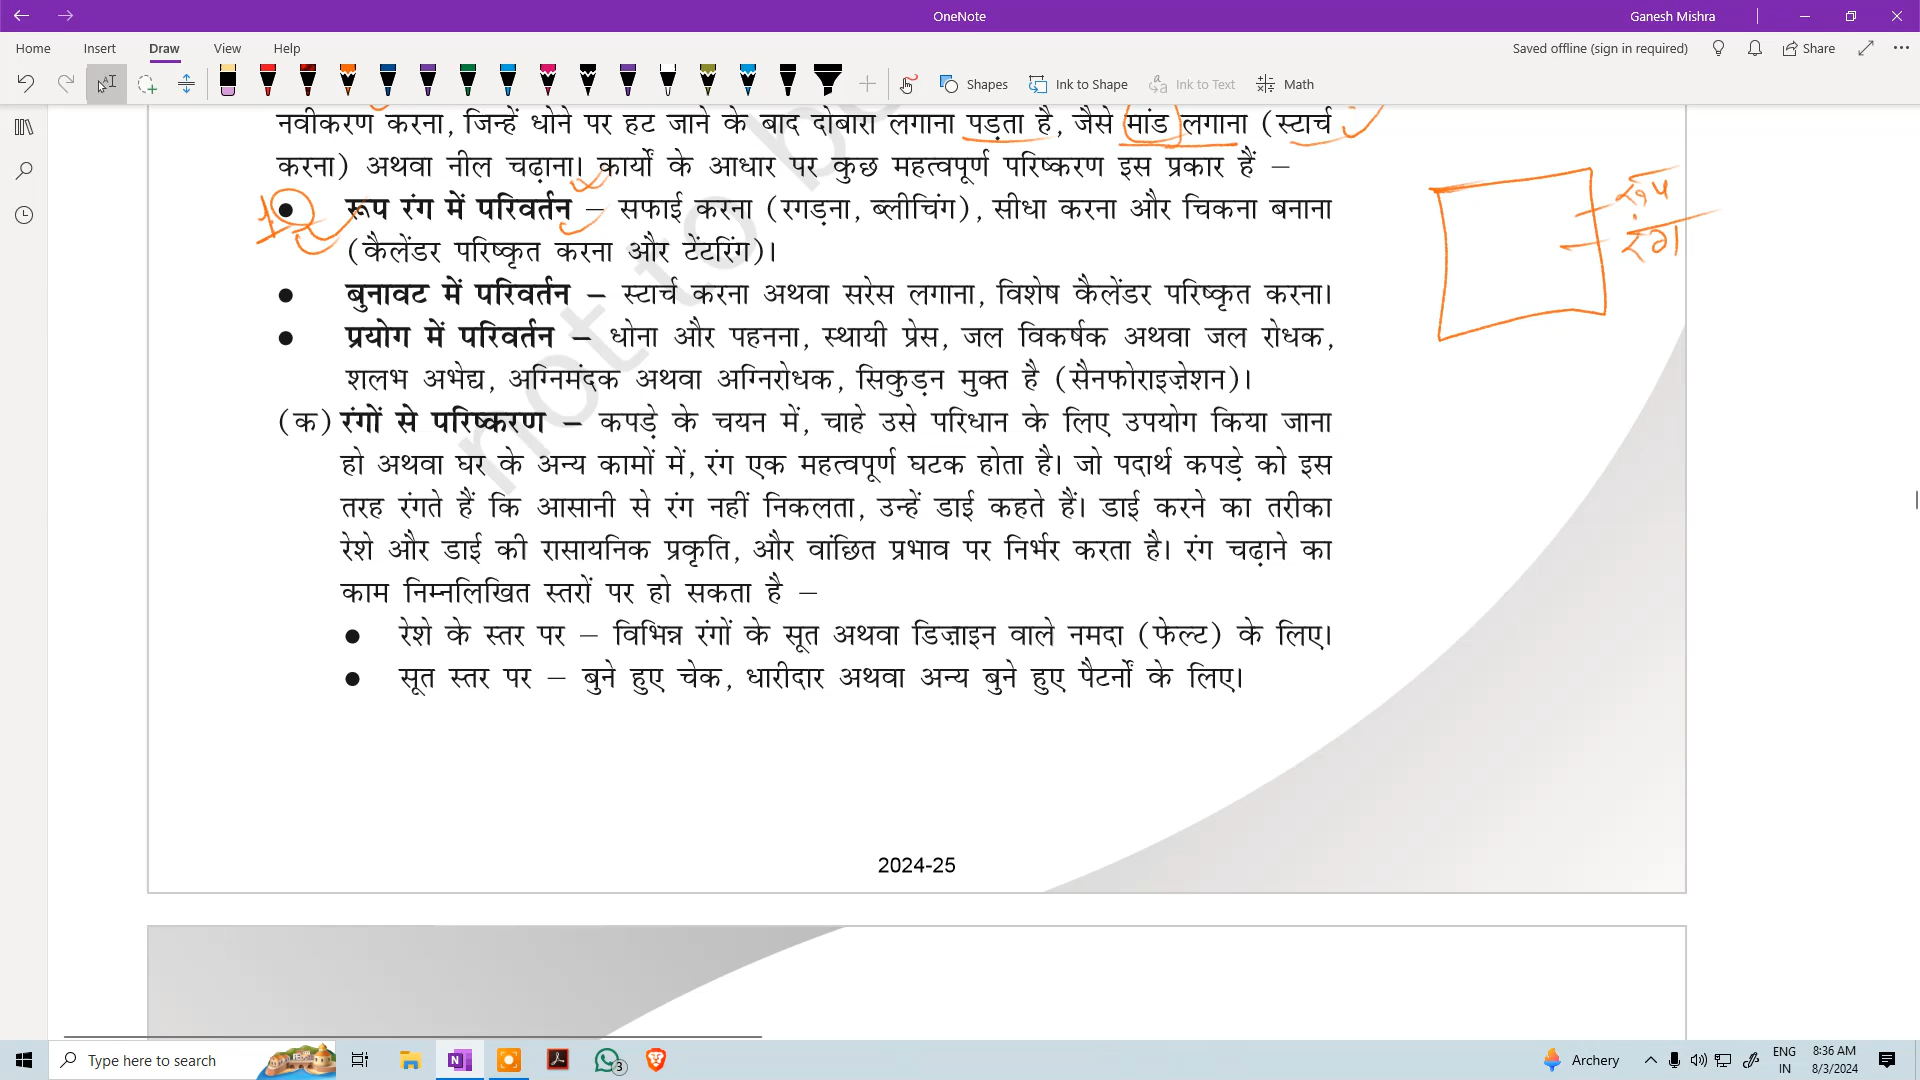 OneNote
Ganesh Mishra
Home Insert Draw View Help
Saved offline (sign in required) Share
Shapes Ink to Shape Ink to Text Math
नवीकरण करना, जिन्हें धोने पर हट जाने के बाद दोबारा लगाना पड़ता है, जैसे मांड लगाना (स्टार्च
करना) अथवा नील चढ़ाना। कार्यों के आधार पर कुछ महत्वपूर्ण परिष्करण इस प्रकार हैं –
● रूप रंग में परिवर्तन – सफाई करना (रगड़ना, ब्लीचिंग), सीधा करना और चिकना बनाना
(कैलेंडर परिष्कृत करना और टेंटरिंग)।
● बुनावट में परिवर्तन – स्टार्च करना अथवा सरेस लगाना, विशेष कैलेंडर परिष्कृत करना।
● प्रयोग में परिवर्तन – धोना और पहनना, स्थायी प्रेस, जल विकर्षक अथवा जल रोधक,
शलभ अभेद्य, अग्निमंदक अथवा अग्निरोधक, सिकुड़न मुक्त है (सैनफोराइज़ेशन)।
(क) रंगों से परिष्करण – कपड़े के चयन में, चाहे उसे परिधान के लिए उपयोग किया जाना
हो अथवा घर के अन्य कामों में, रंग एक महत्वपूर्ण घटक होता है। जो पदार्थ कपड़े को इस
तरह रंगते हैं कि आसानी से रंग नहीं निकलता, उन्हें डाई कहते हैं। डाई करने का तरीका
रेशे और डाई की रासायनिक प्रकृति, और वांछित प्रभाव पर निर्भर करता है। रंग चढ़ाने का
काम निम्नलिखित स्तरों पर हो सकता है –
● रेशे के स्तर पर – विभिन्न रंगों के सूत अथवा डिज़ाइन वाले नमदा (फेल्ट) के लिए।
● सूत स्तर पर – बुने हुए चेक, धारीदार अथवा अन्य बुने हुए पैटर्नों के लिए।
रूप
रंग
not to be
2024-25
Type here to search
3
Archery
ENG
IN
8:36 AM
8/3/2024